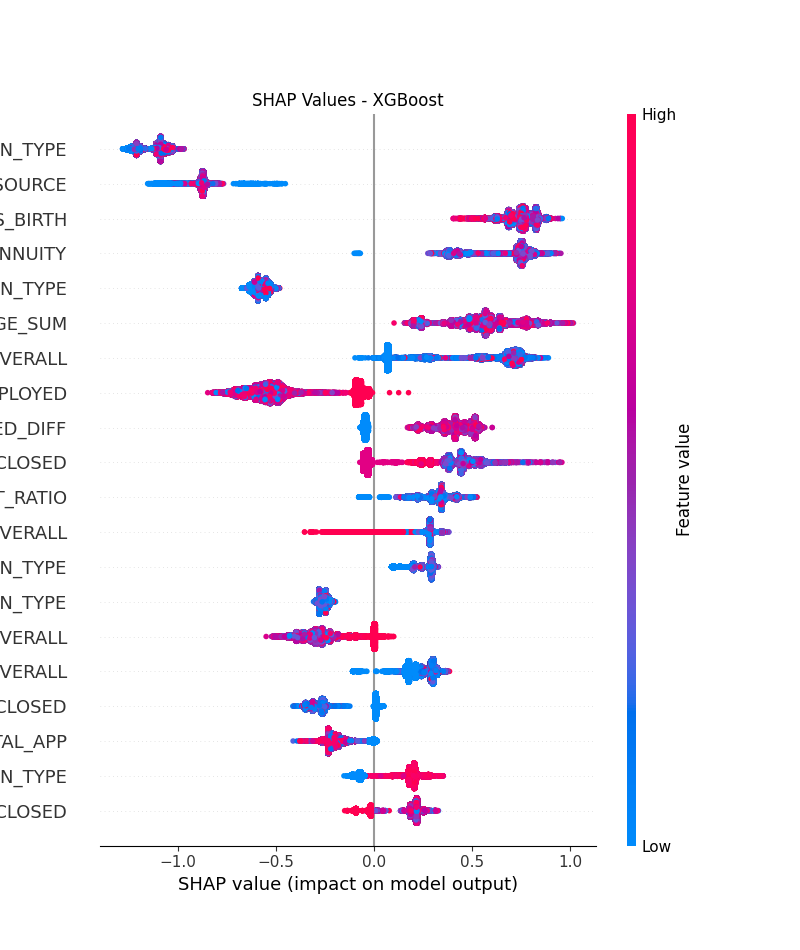 SHAP Values - XGBoost
High
N_TYPE
SOURCE
S_BIRTH
NNUITY
N_TYPE
GE_SUM
VERALL
PLOYED
ED_DIFF
CLOSED
T_RATIO
VERALL
N_TYPE
N_TYPE
VERALL
VERALL
CLOSED
TAL_APP
N_TYPE
CLOSED
Feature value
Low
−1.0 −0.5 0.0 0.5 1.0
SHAP value (impact on model output)